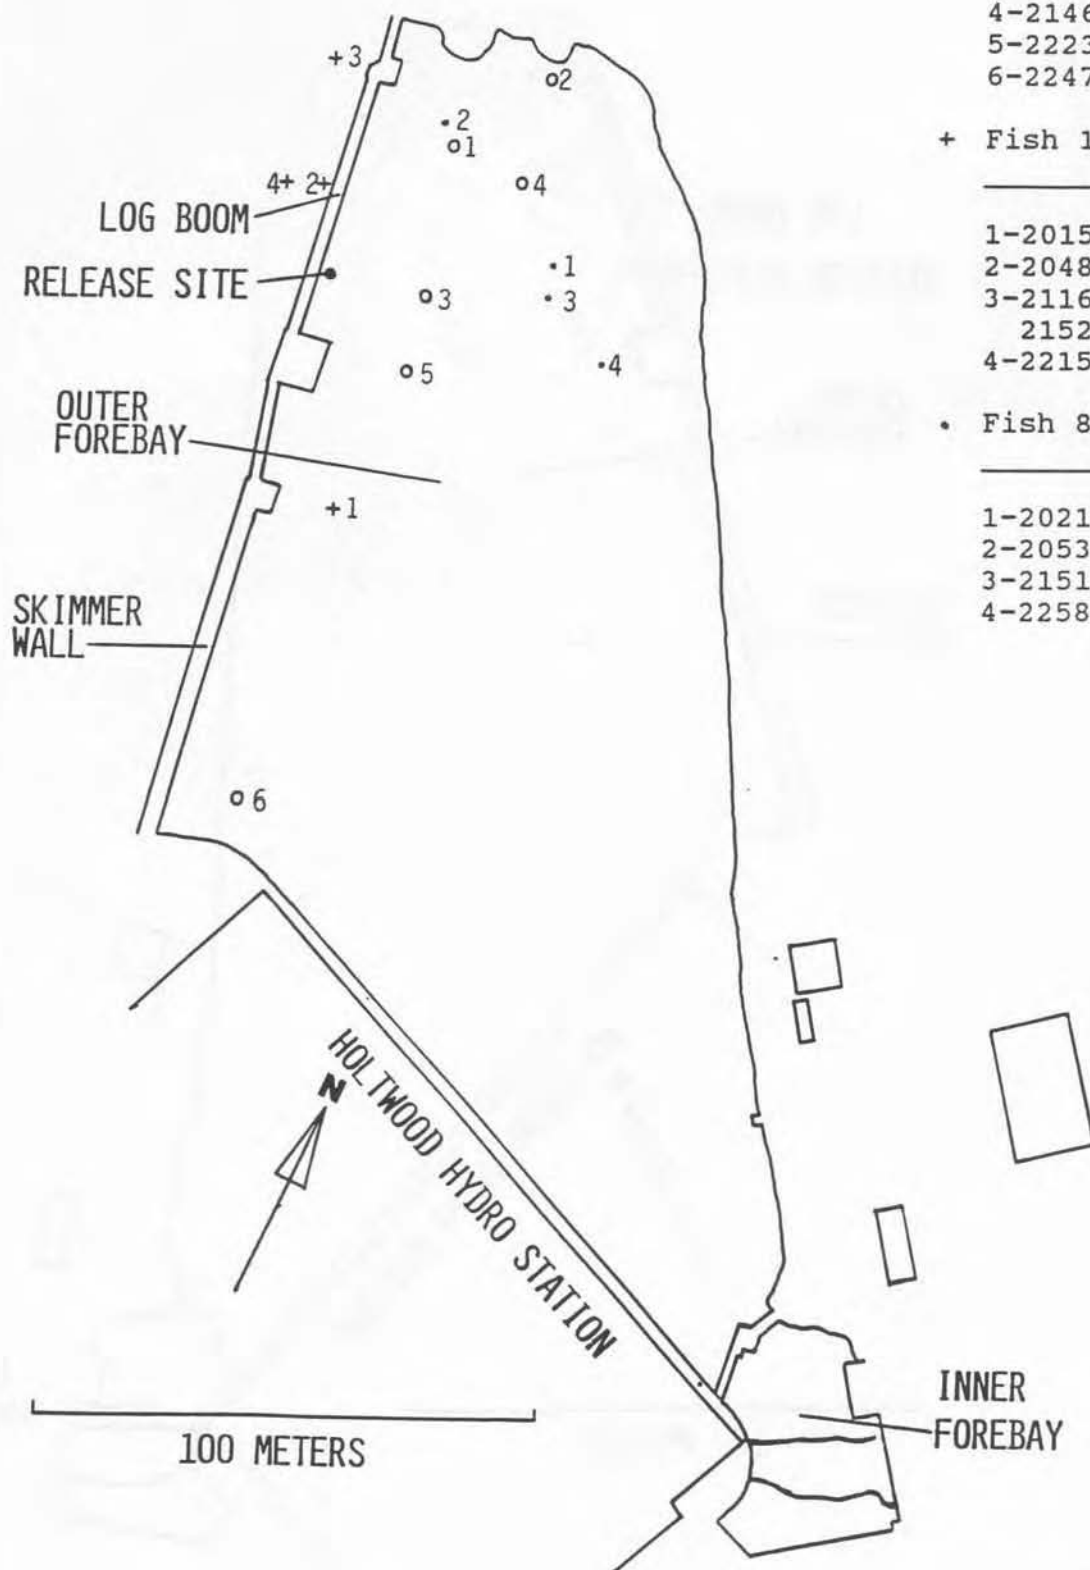 4-2146
5-2223
6-2247
+ Fish 1
1-2015
2-2048
3-2116
2152
4-2215
• Fish 8
1-2021
2-2053
3-2151
4-2258
+3
o2
•2
o1
4+ 2+
o4
LOG BOOM
•1
RELEASE SITE
o3
•3
o5
•4
OUTER
FOREBAY
+1
SKIMMER
WALL
o6
HOLTWOOD HYDRO STATION
N
INNER
FOREBAY
100 METERS